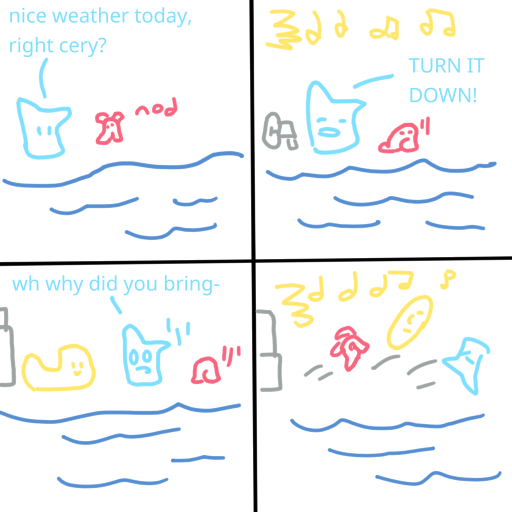 nice weather today,
right cery?
nod
TURN IT
DOWN!
wh why did you bring-